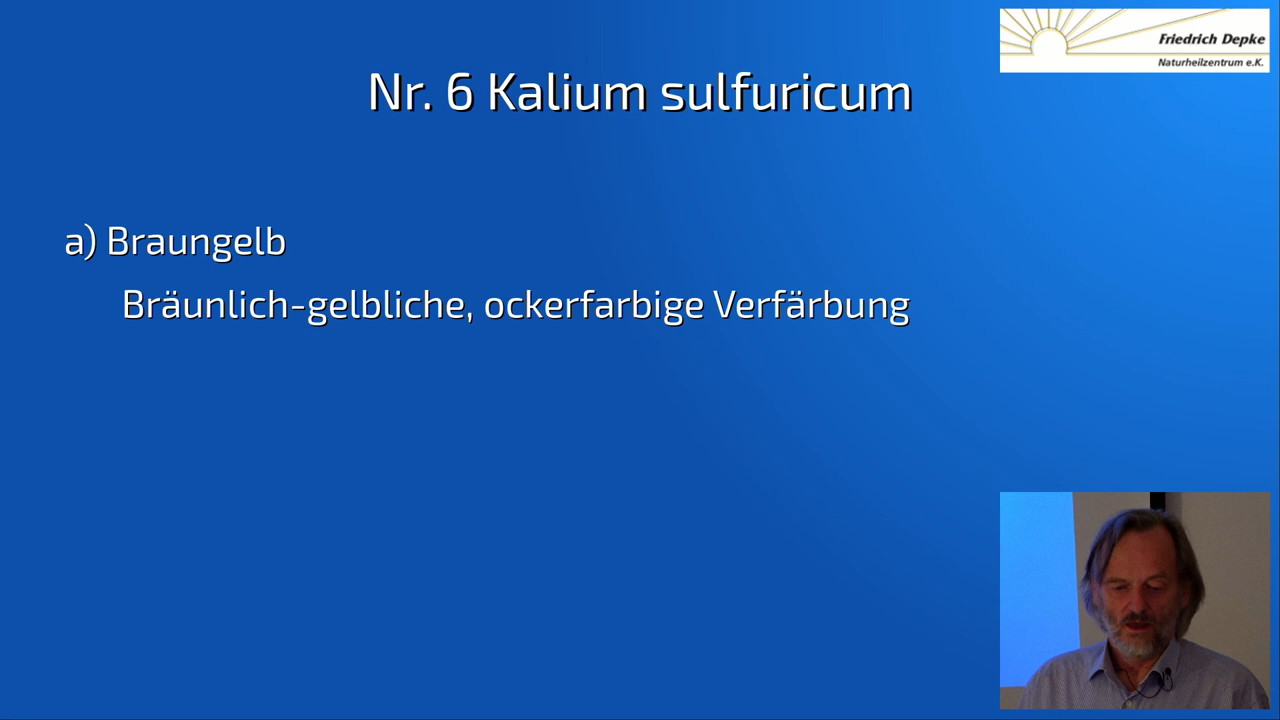 Friedrich Depke
Naturheilzentrum e.K.
Nr. 6 Kalium sulfuricum
a) Braungelb
Bräunlich-gelbliche, ockerfarbige Verfärbung